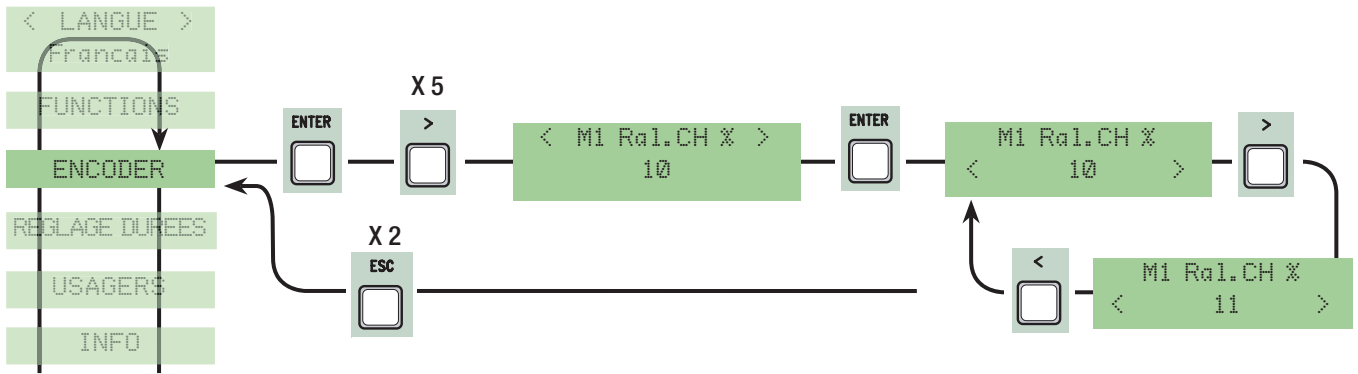 < LANGUE >
Francais
FUNCTIONS
ENCODER
REGLAGE DUREES
USAGERS
INFO
ENTER
X 5
>
< M1 Ral.CH % >
10
ENTER
M1 Ral.CH %
< 10 >
>
X 2
ESC
<
M1 Ral.CH %
< 11 >